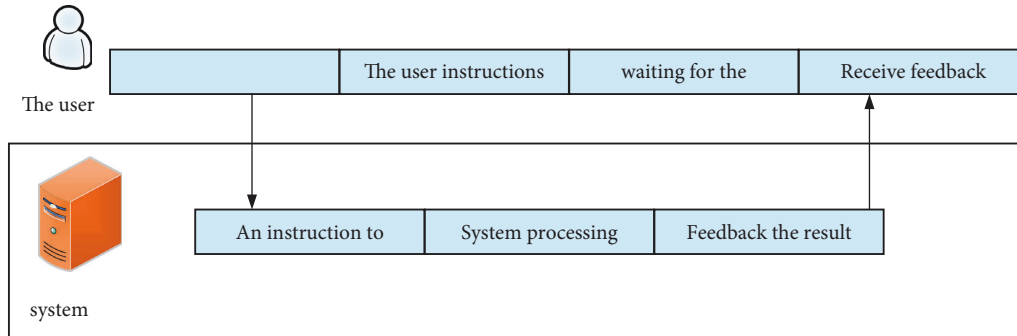 The user instructions
waiting for the
Receive feedback
The user
An instruction to
System processing
Feedback the result
system